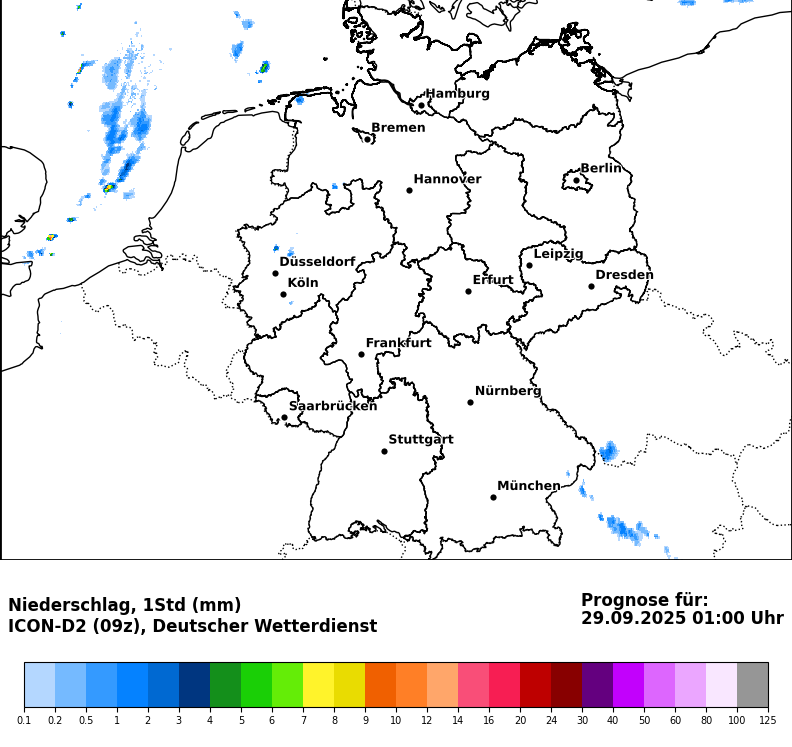 Hamburg
Bremen
Berlin
Hannover
Leipzig
Düsseldorf
Dresden
Köln
Erfurt
Frankfurt
Nürnberg
Saarbrücken
Stuttgart
München
Niederschlag, 1Std (mm)
ICON-D2 (09z), Deutscher Wetterdienst
Prognose für:
29.09.2025 01:00 Uhr
0.1 0.2 0.5 1 2 3 4 5 6 7 8 9 10 12 14 16 20 24 30 40 50 60 80 100 125